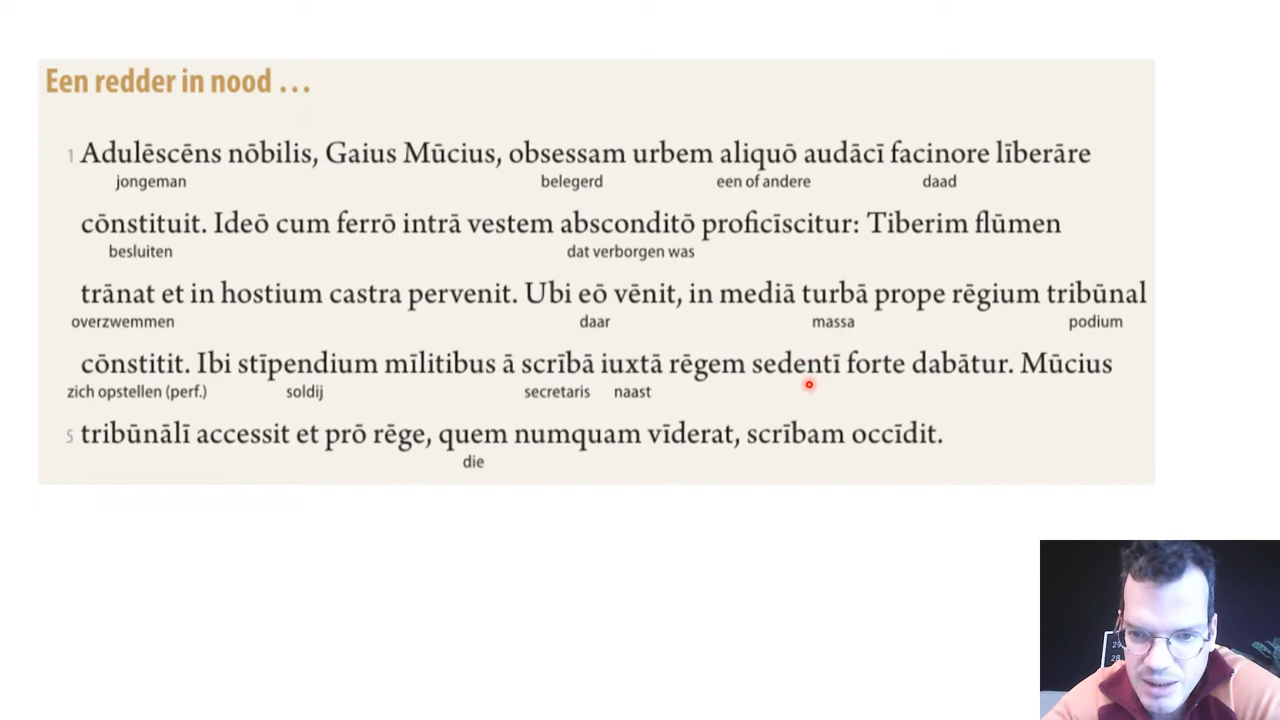 Een redder in nood …
1 Adulēscēns nōbilis, Gaius Mūcius, obsessam urbem aliquō audācī facinore līberāre
jongeman belegerd een of andere daad
cōnstituit. Ideō cum ferrō intrā vestem absconditō proficīscitur: Tiberim flūmen
besluiten dat verborgen was
trānat et in hostium castra pervenit. Ubi eō vēnit, in mediā turbā prope rēgium tribūnal
overzwemmen daar massa podium
cōnstitit. Ibi stīpendium mīlitibus ā scrībā iuxtā rēgem sedentī forte dabātur. Mūcius
zich opstellen (perf.) soldij secretaris naast
5 tribūnālī accessit et prō rēge, quem numquam vīderat, scrībam occīdit.
die